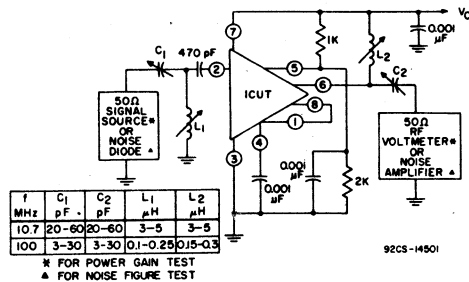 V₀
0.001
μF
1K
L₂
C₁
470 pF
C₂
7
2
5
6
8
1
4
3
ICUT
L₁
50Ω
SIGNAL
SOURCE*
OR
NOISE
DIODE ▲
50Ω
RF
VOLTMETER*
OR
NOISE
AMPLIFIER ▲
0.001
μF
0.001
μF
2K
f MHz C₁ pF C₂ pF L₁ μH L₂ μH
10.7 20-60 20-60 3-5 3-5
100 3-30 3-30 0.1-0.25 0.15-0.3
* FOR POWER GAIN TEST
▲ FOR NOISE FIGURE TEST
92CS-14501